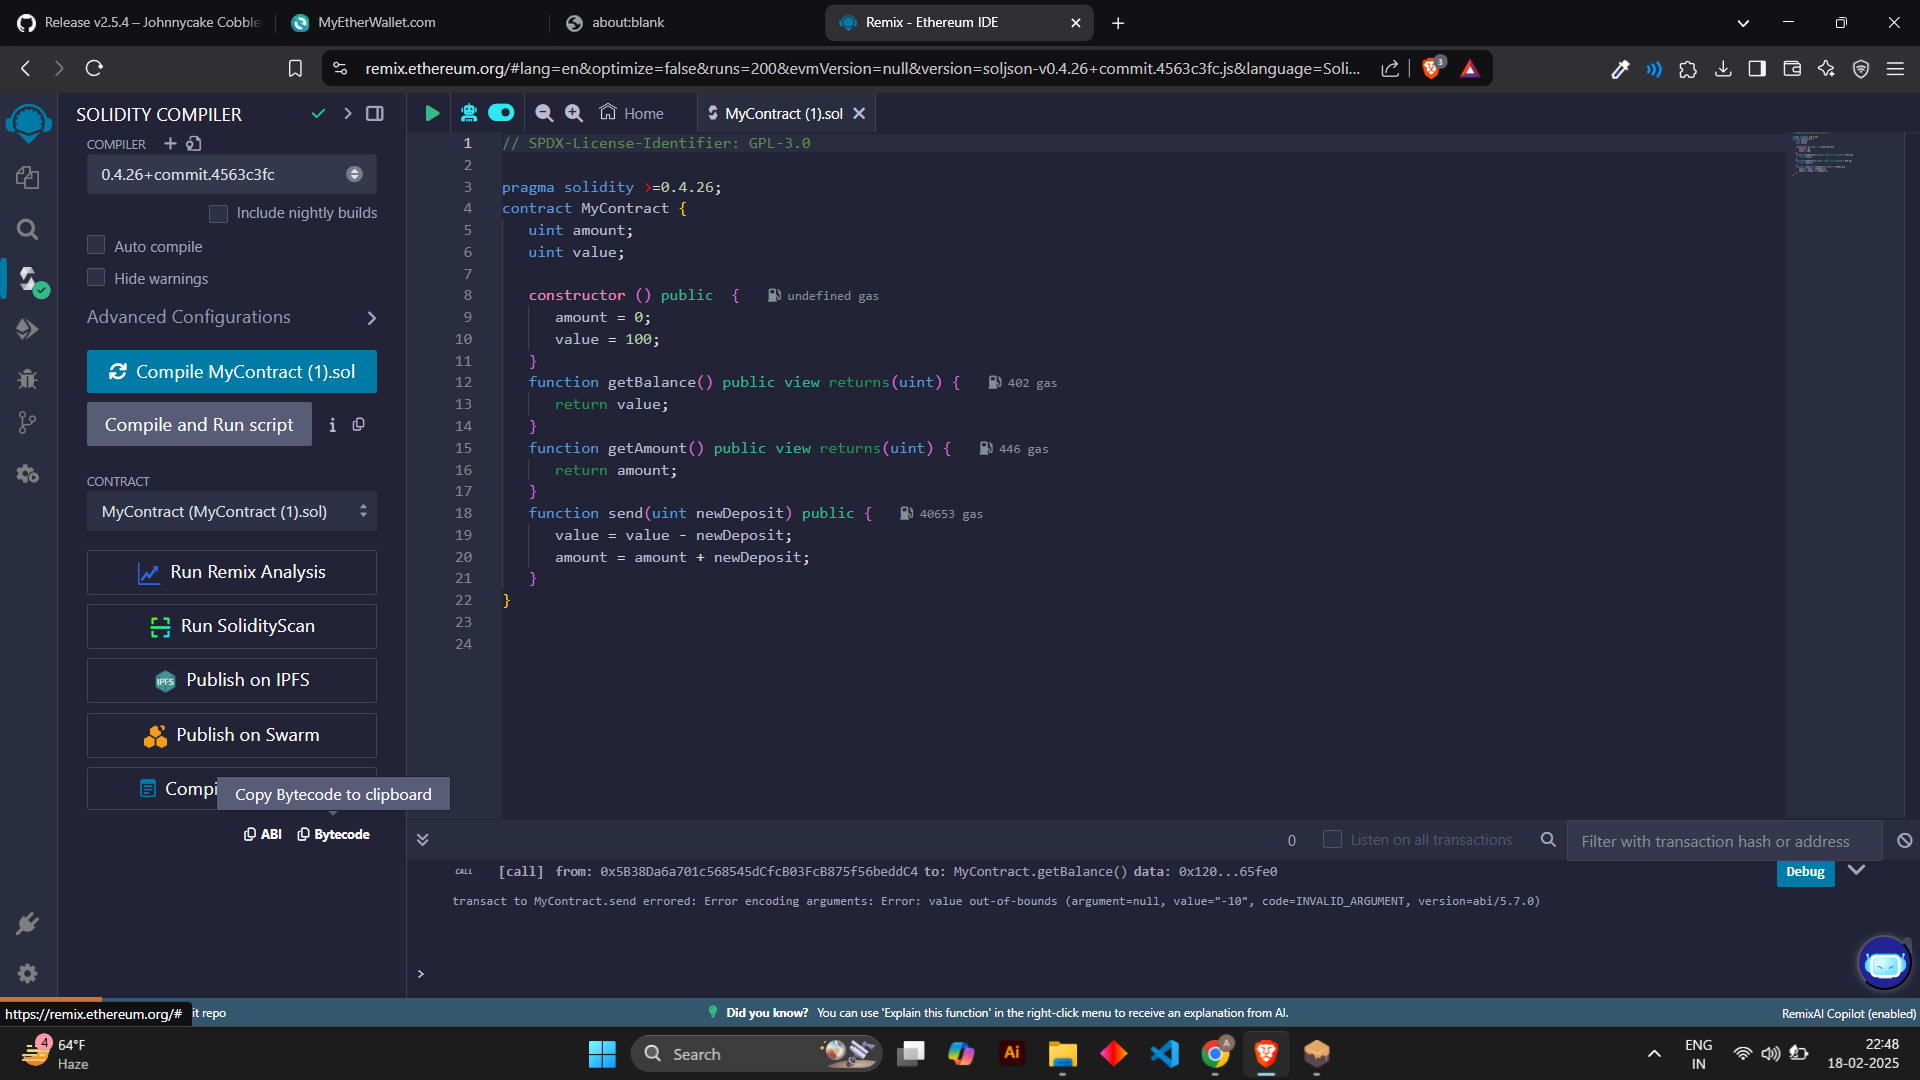 Release v2.5.4 – Johnnycake Cobble
MyEtherWallet.com
about:blank
Remix - Ethereum IDE
remix.ethereum.org/#lang=en&optimize=false&runs=200&evmVersion=null&version=soljson-v0.4.26+commit.4563c3fc.js&language=Soli...
3
SOLIDITY COMPILER
COMPILER
0.4.26+commit.4563c3fc
Include nightly builds
Auto compile
Hide warnings
Advanced Configurations
Compile MyContract (1).sol
Compile and Run script
i
CONTRACT
MyContract (MyContract (1).sol)
Run Remix Analysis
Run SolidityScan
IPFS
Publish on IPFS
Publish on Swarm
Compi
Copy Bytecode to clipboard
ABI
Bytecode
Home
MyContract (1).sol
1 // SPDX-License-Identifier: GPL-3.0
2
3 pragma solidity >=0.4.26;
4 contract MyContract {
5 uint amount;
6 uint value;
7
8 constructor () public  { undefined gas
9 amount = 0;
10 value = 100;
11 }
12 function getBalance() public view returns(uint) { 402 gas
13 return value;
14 }
15 function getAmount() public view returns(uint) { 446 gas
16 return amount;
17 }
18 function send(uint newDeposit) public { 40653 gas
19 value = value - newDeposit;
20 amount = amount + newDeposit;
21 }
22 }
23
24
0
Listen on all transactions
Filter with transaction hash or address
CALL [call] from: 0x5B38Da6a701c568545dCfcB03FcB875f56beddC4 to: MyContract.getBalance() data: 0x120...65fe0
Debug
transact to MyContract.send errored: Error encoding arguments: Error: value out-of-bounds (argument=null, value="-10", code=INVALID_ARGUMENT, version=abi/5.7.0)
>
https://remix.ethereum.org/#
it repo
Did you know? You can use 'Explain this function' in the right-click menu to receive an explanation from AI.
RemixAI Copilot (enabled)
4
64°F
Haze
Search
Ai
A
ENG
IN
22:48
18-02-2025